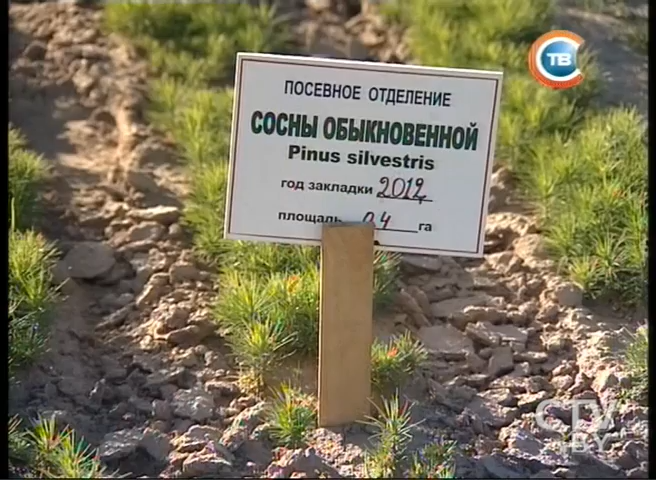 СТВ
ПОСЕВНОЕ ОТДЕЛЕНИЕ
СОСНЫ ОБЫКНОВЕННОЙ
Pinus silvestris
ГОД ЗАКЛАДКИ 2012
ПЛОЩАДЬ 0,4 ГА
CTV
BY